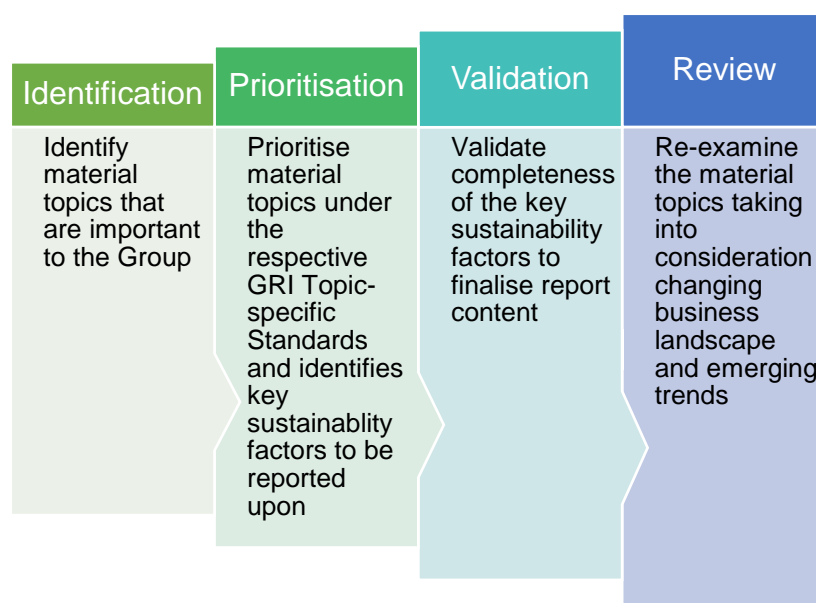 Identification
Identify
material
topics that
are important
to the Group
Prioritisation
Prioritise
material
topics under
the
respective
GRI Topic-
specific
Standards
and identifies
key
sustainablity
factors to be
reported
upon
Validation
Validate
completeness
of the key
sustainability
factors to
finalise report
content
Review
Re-examine
the material
topics taking
into
consideration
changing
business
landscape
and emerging
trends